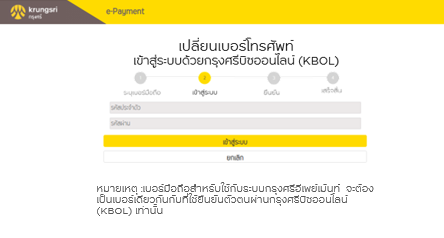 krungsri
กรุงศรี
e-Payment
เปลี่ยนเบอร์โทรศัพท์
เข้าสู่ระบบด้วยกรุงศรีบิซออนไลน์ (KBOL)
1 2 3 4
ระบุเบอร์มือถือ เข้าสู่ระบบ ยืนยัน เสร็จสิ้น
รหัสประจำตัว
รหัสผ่าน
เข้าสู่ระบบ
ยกเลิก
หมายเหตุ :เบอร์มือถือสำหรับใช้กับระบบกรุงศรีอีเพย์เม้นท์ จะต้อง
เป็นเบอร์เดียวกันกับที่ใช้ยืนยันตัวตนผ่านกรุงศรีบิซออนไลน์
(KBOL) เท่านั้น